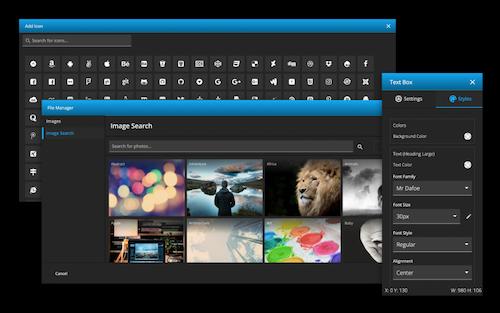 Add Icon
Search for icons...
File Manager
Images
Image Search
Image Search
Search for photos...
Abstract
Adventure
Africa
Animals
Architecture
Art
Baby
Cancel
Text Box
Settings
Styles
Colors
Background Color
Text (Heading Large)
Text Color
Font Family
Mr Dafoe
Font Size
30px
Font Style
Regular
Alignment
Center
X: 0 Y: 130
W: 980 H: 106